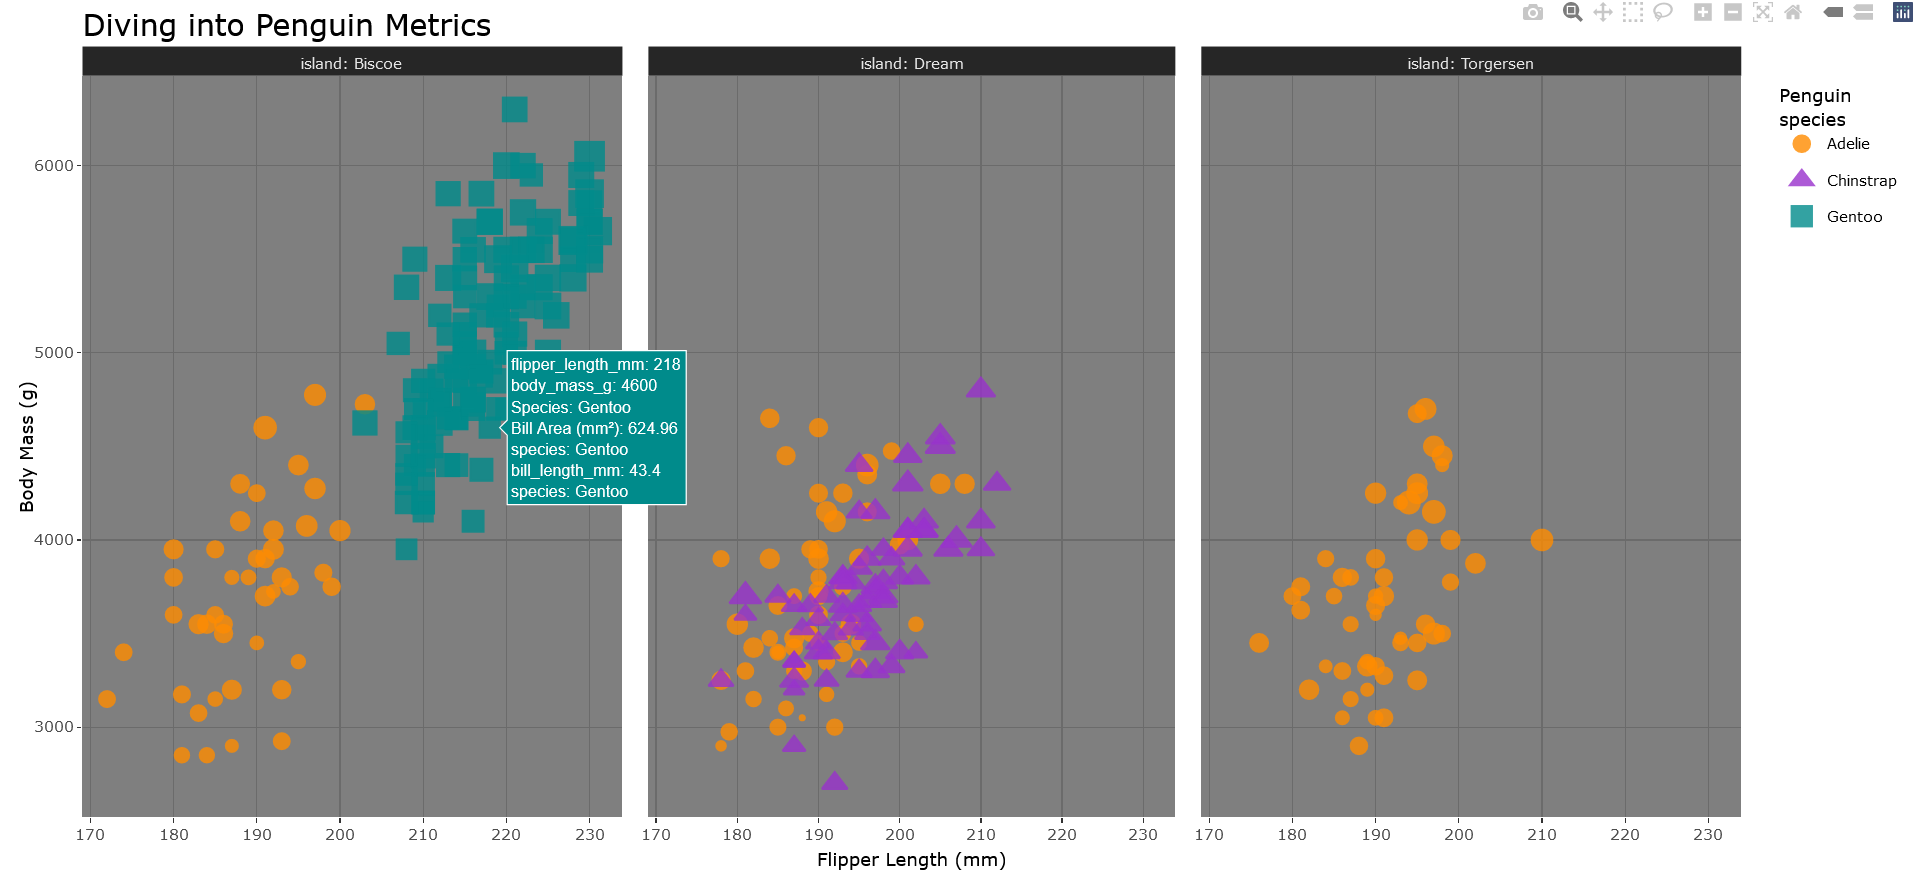 Diving into Penguin Metrics
island: Biscoe
island: Dream
island: Torgersen
Penguin
species
Adelie
Chinstrap
Gentoo
Body Mass (g)
6000
5000
4000
3000
flipper_length_mm: 218
body_mass_g: 4600
Species: Gentoo
Bill Area (mm²): 624.96
species: Gentoo
bill_length_mm: 43.4
species: Gentoo
170 180 190 200 210 220 230
170 180 190 200 210 220 230
170 180 190 200 210 220 230
Flipper Length (mm)